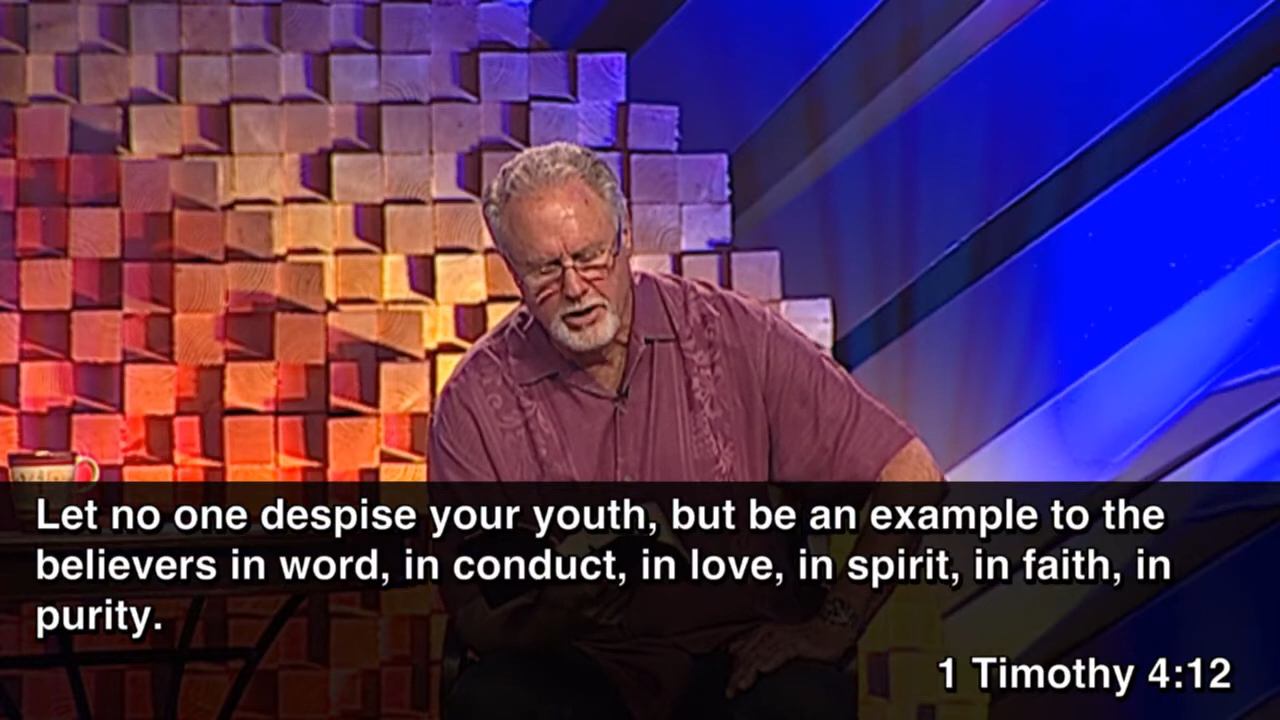 Let no one despise your youth, but be an example to the
believers in word, in conduct, in love, in spirit, in faith, in
purity.
1 Timothy 4:12